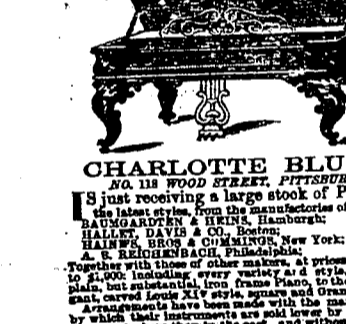 CHARLOTTE BLU
NO. 118 WOOD STREET, PITTSBUR
IS just receiving a large stock of P
the latest styles, from the manufactories of
BAUMGARDTEN & HEINS, Hamburgh;
HALLET, DAVIS & CO., Boston;
HAINES, BROS & CUMMINGS, New York;
A. B. REICHENBACH, Philadelphia;
Together with those of other makers, at prices
to $1,000: including every variety and style,
plain, but substantial, iron frame Piano, to the
gant, carved Louis XIV style, square and Gran
Arrangements have been made with the ma
by which their instruments are sold lower by